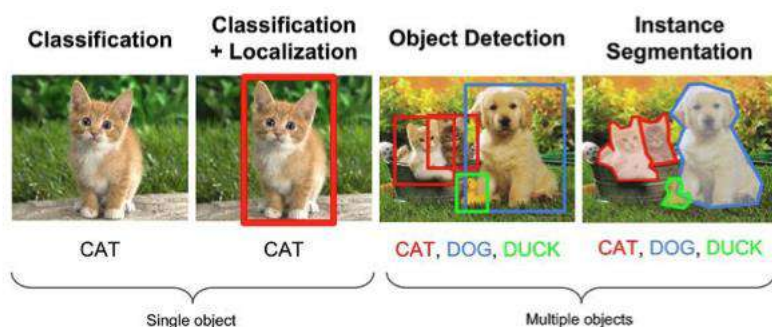 Classification
Classification
+ Localization
Object Detection
Instance
Segmentation
CAT
CAT
CAT, DOG, DUCK
CAT, DOG, DUCK
Single object
Multiple objects